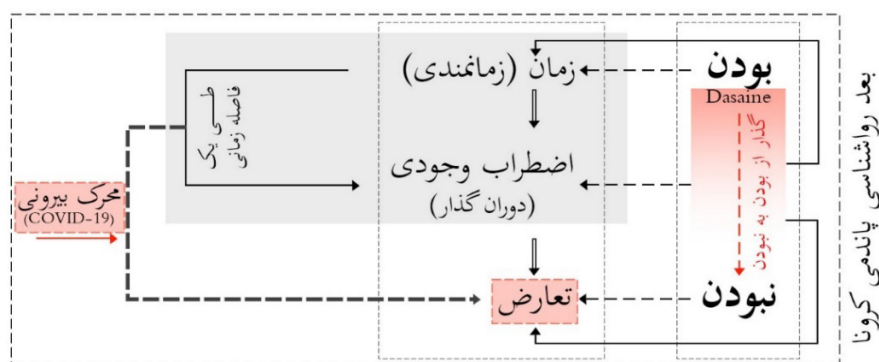 بعد رواشناسی پاندمی کرونا
بودن
Dasaine
گذار از بودن به نبودن
نبودن
زمان (زمانمندی)
اضطراب وجودی
(دوران گذار)
تعارض
طی یک
فاصله زمانی
محرک بیرونی
(COVID-19)